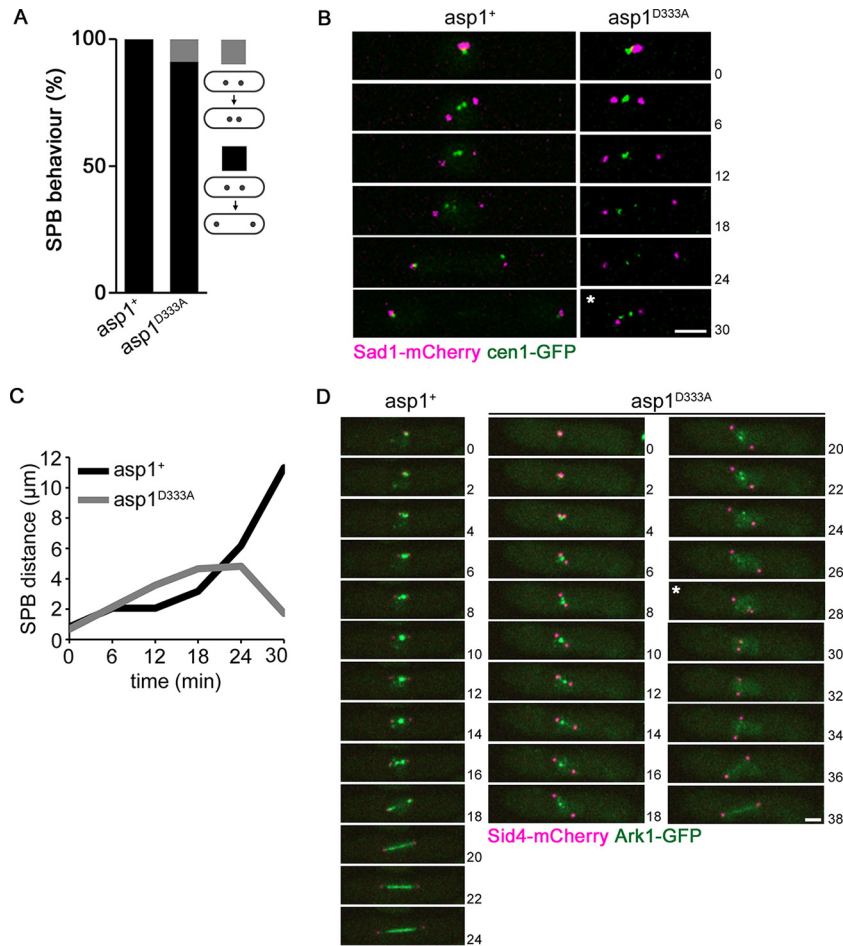 A
SPB behaviour (%)
100
50
0
asp1+
asp1D333A
B
asp1+ asp1D333A
0
6
12
18
24
* 30
Sad1-mCherry cen1-GFP
C
SPB distance (µm)
12
10
8
6
4
2
0
asp1+
asp1D333A
0 6 12 18 24 30
time (min)
D
asp1+ asp1D333A
0 0 20
2 2 22
4 4 24
6 6 26
8 8 * 28
10 10 30
12 12 32
14 14 34
16 16 36
18 18 38
Sid4-mCherry Ark1-GFP
20
22
24